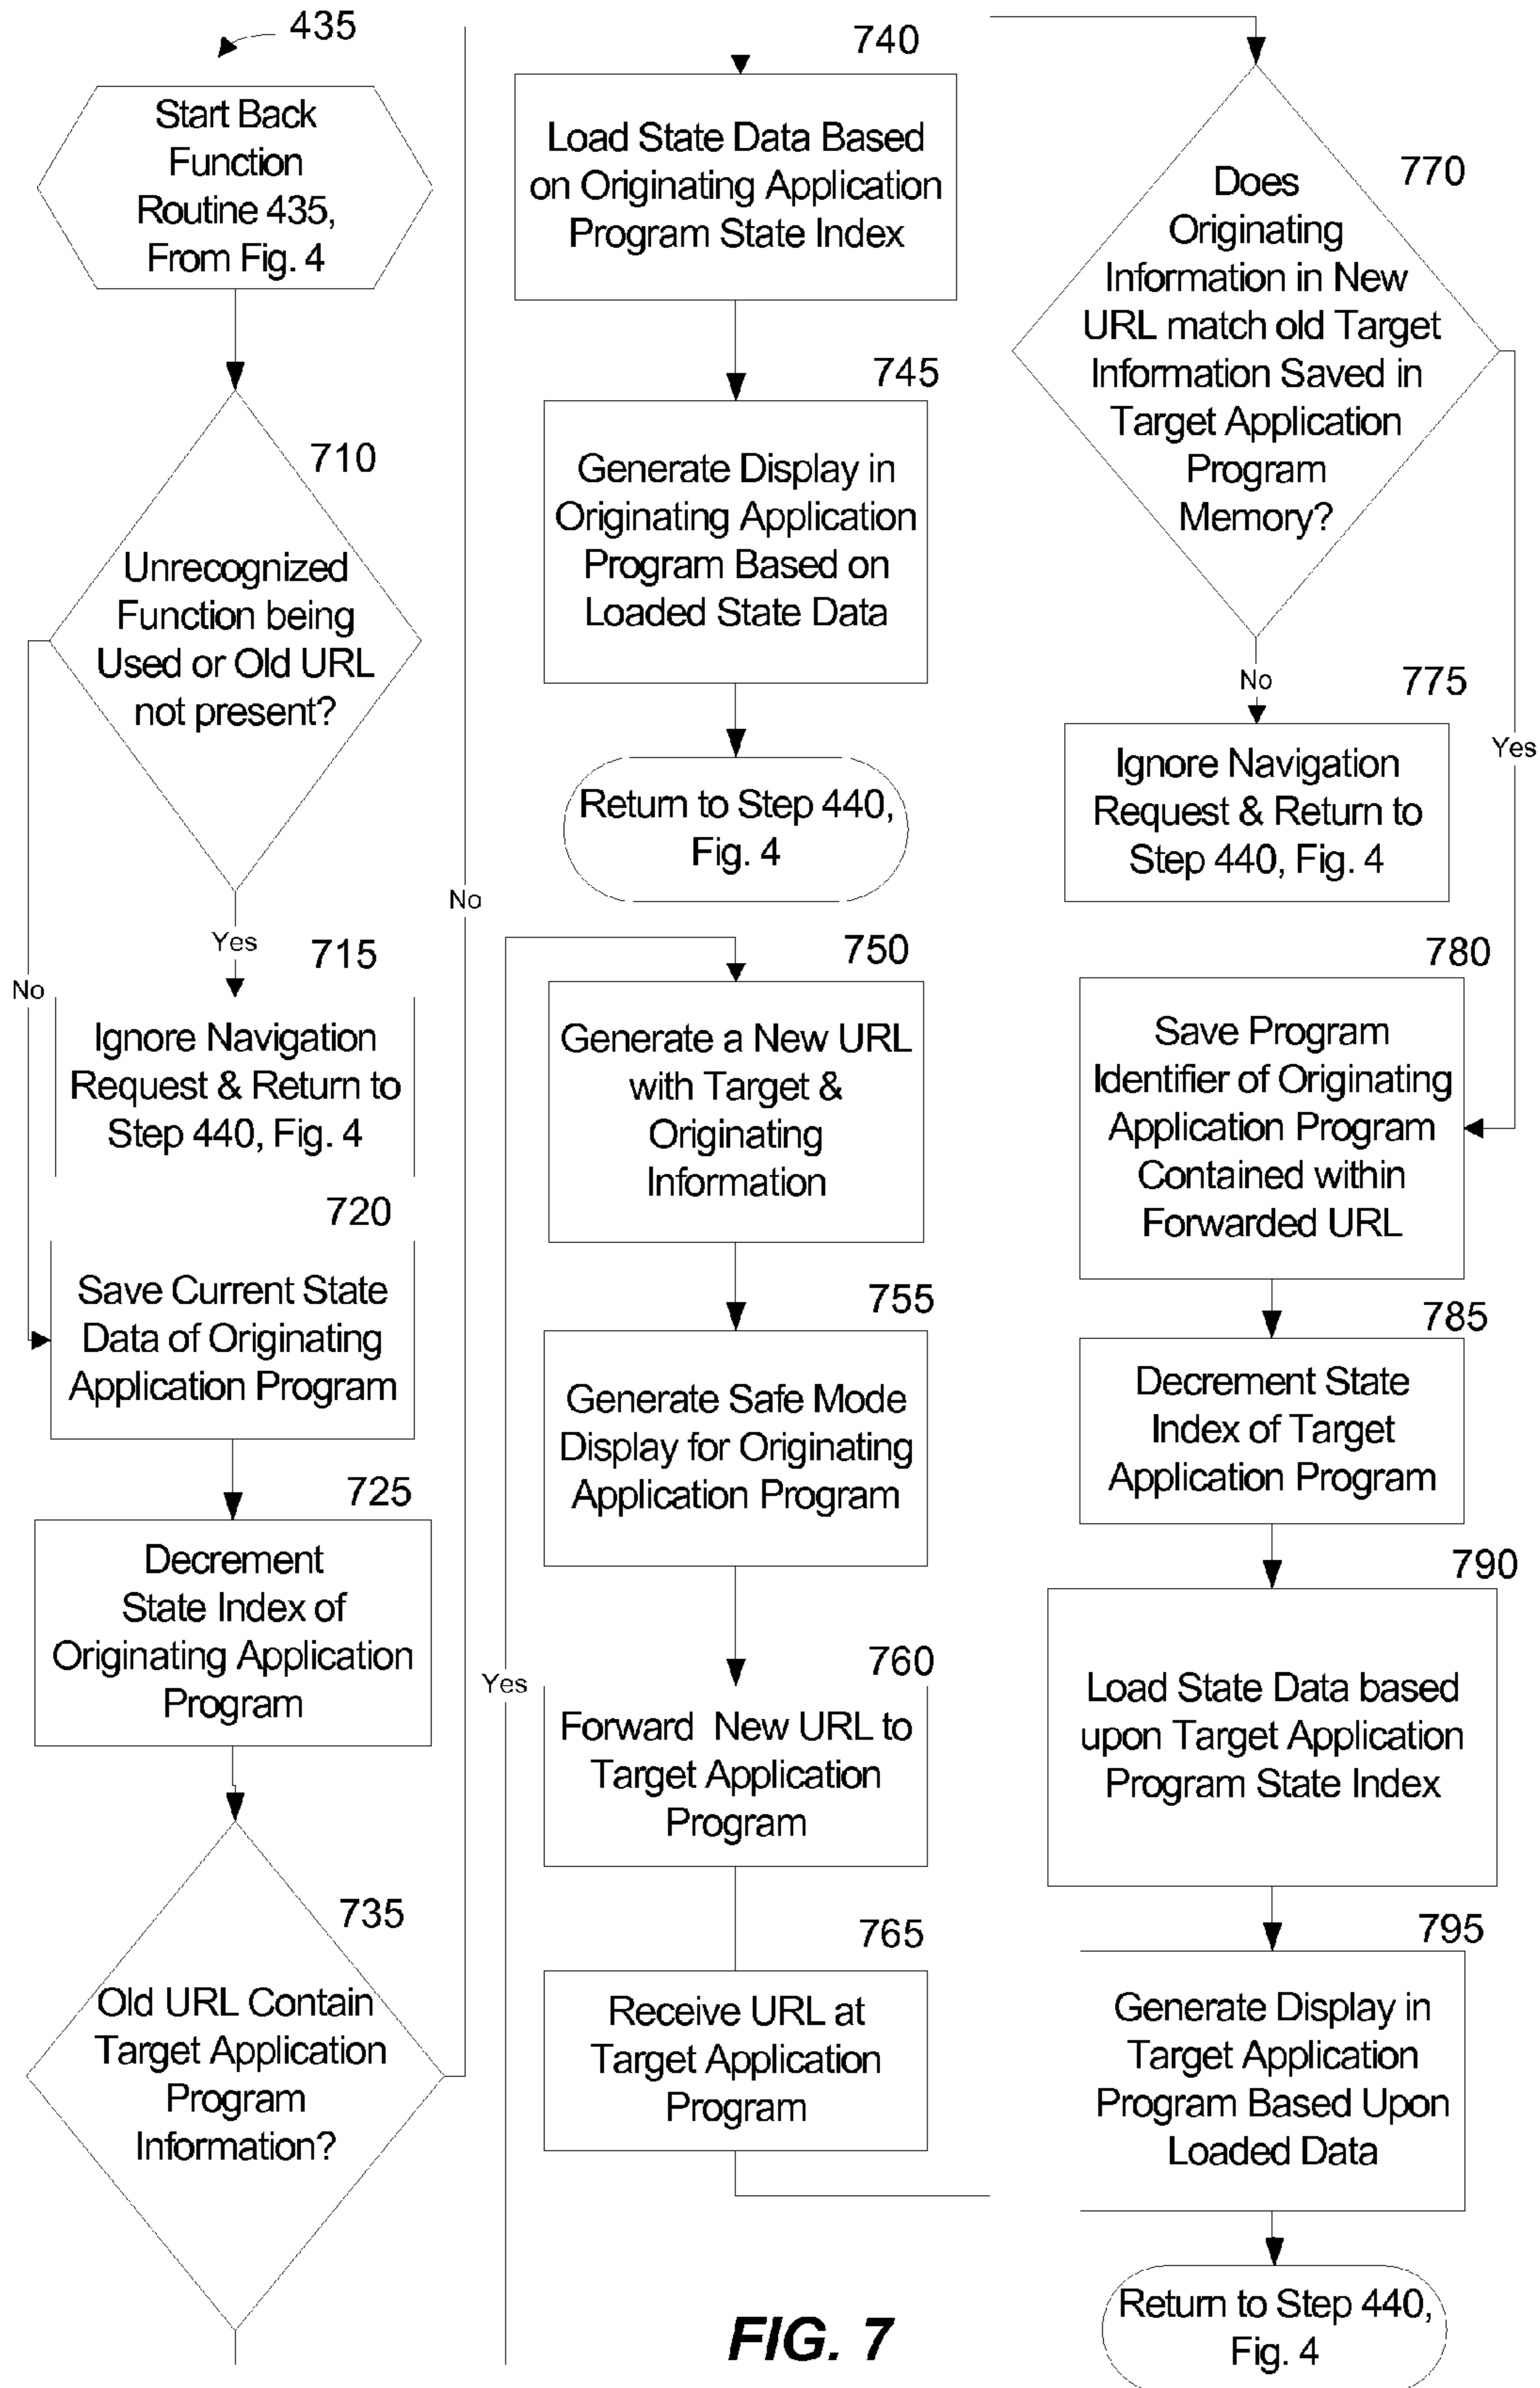 435
Start Back
Function
Routine 435,
From Fig. 4
710
Unrecognized
Function being
Used or Old URL
not present?
Yes
No
715
Ignore Navigation
Request & Return to
Step 440, Fig. 4
720
Save Current State
Data of Originating
Application Program
725
Decrement
State Index of
Originating Application
Program
735
Old URL Contain
Target Application
Program
Information?
No
Yes
740
Load State Data Based
on Originating Application
Program State Index
745
Generate Display in
Originating Application
Program Based on
Loaded State Data
Return to Step 440,
Fig. 4
750
Generate a New URL
with Target &
Originating
Information
755
Generate Safe Mode
Display for Originating
Application Program
760
Forward New URL to
Target Application
Program
765
Receive URL at
Target Application
Program
770
Does
Originating
Information in New
URL match old Target
Information Saved in
Target Application
Program
Memory?
No
Yes
775
Ignore Navigation
Request & Return to
Step 440, Fig. 4
780
Save Program
Identifier of Originating
Application Program
Contained within
Forwarded URL
785
Decrement State
Index of Target
Application Program
790
Load State Data based
upon Target Application
Program State Index
795
Generate Display in
Target Application
Program Based Upon
Loaded Data
Return to Step 440,
Fig. 4
FIG. 7